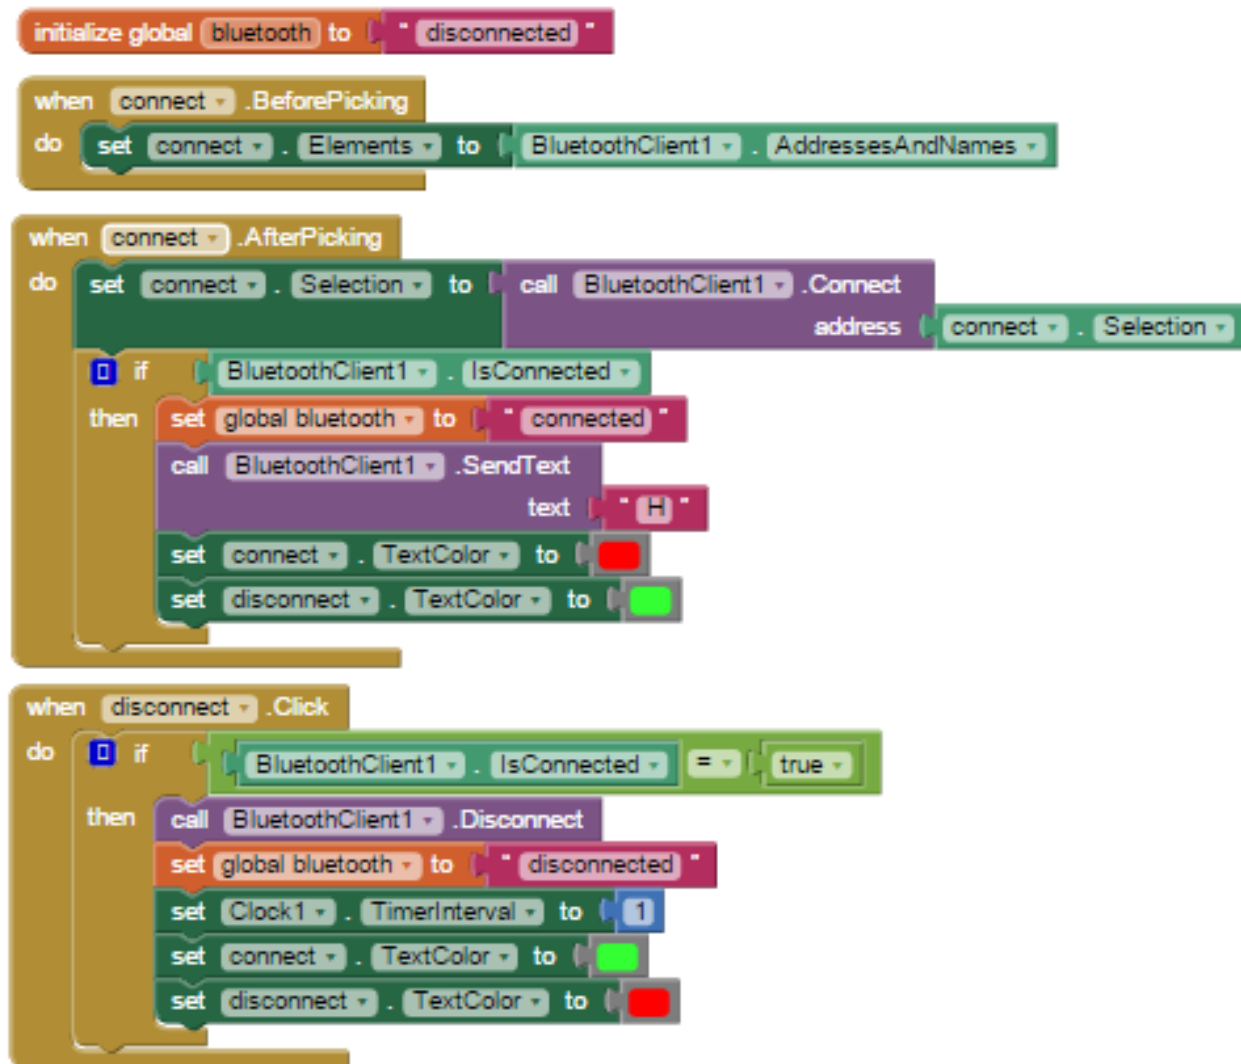 initialize global bluetooth to " disconnected "
when connect .BeforePicking
do set connect . Elements to BluetoothClient1 . AddressesAndNames
when connect .AfterPicking
do set connect . Selection to call BluetoothClient1 .Connect
address connect . Selection
if BluetoothClient1 . IsConnected
then set global bluetooth to " connected "
call BluetoothClient1 .SendText
text " H "
set connect . TextColor to
set disconnect . TextColor to
when disconnect .Click
do if BluetoothClient1 . IsConnected = true
then call BluetoothClient1 .Disconnect
set global bluetooth to " disconnected "
set Clock1 . TimerInterval to 1
set connect . TextColor to
set disconnect . TextColor to